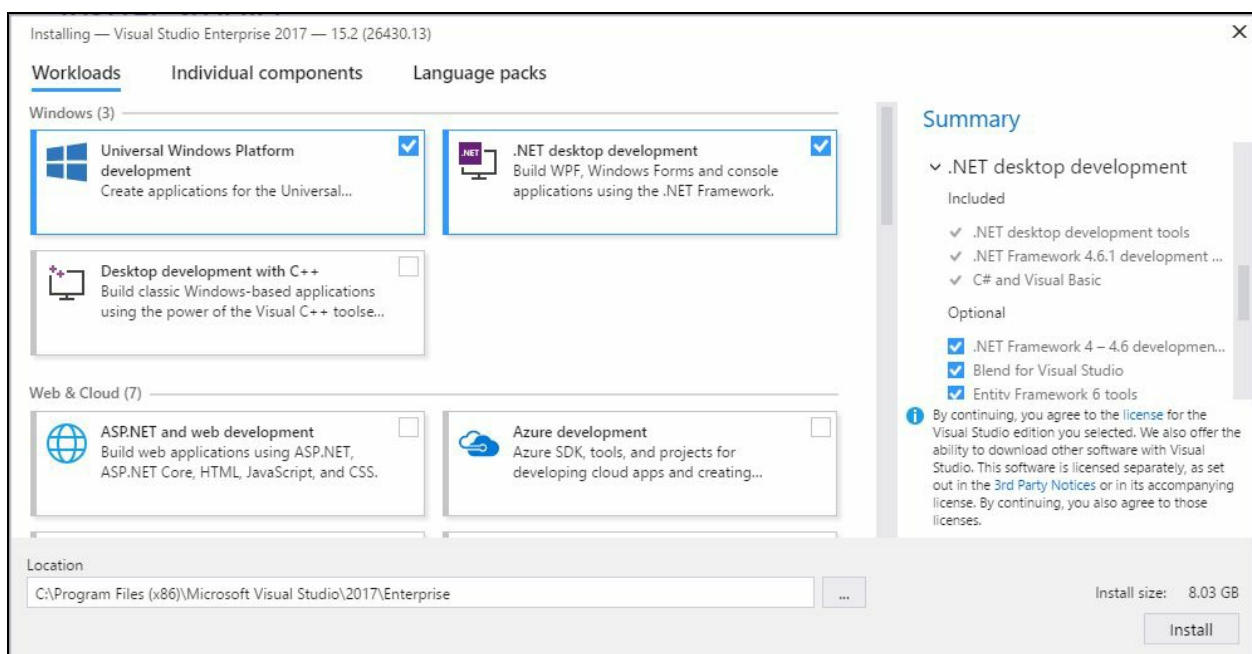 Installing — Visual Studio Enterprise 2017 — 15.2 (26430.13)
Workloads
Individual components
Language packs
Windows (3)
Universal Windows Platform
development
Create applications for the Universal...
.NET
.NET desktop development
Build WPF, Windows Forms and console
applications using the .NET Framework.
Desktop development with C++
Build classic Windows-based applications
using the power of the Visual C++ toolse...
Web & Cloud (7)
ASP.NET and web development
Build web applications using ASP.NET,
ASP.NET Core, HTML, JavaScript, and CSS.
Azure development
Azure SDK, tools, and projects for
developing cloud apps and creating...
Summary
.NET desktop development
Included
.NET desktop development tools
.NET Framework 4.6.1 development ...
C# and Visual Basic
Optional
.NET Framework 4 – 4.6 developmen...
Blend for Visual Studio
Entity Framework 6 tools
By continuing, you agree to the license for the
Visual Studio edition you selected. We also offer the
ability to download other software with Visual
Studio. This software is licensed separately, as set
out in the 3rd Party Notices or in its accompanying
license. By continuing, you also agree to those
licenses.
Location
C:\Program Files (x86)\Microsoft Visual Studio\2017\Enterprise
...
Install size: 8.03 GB
Install